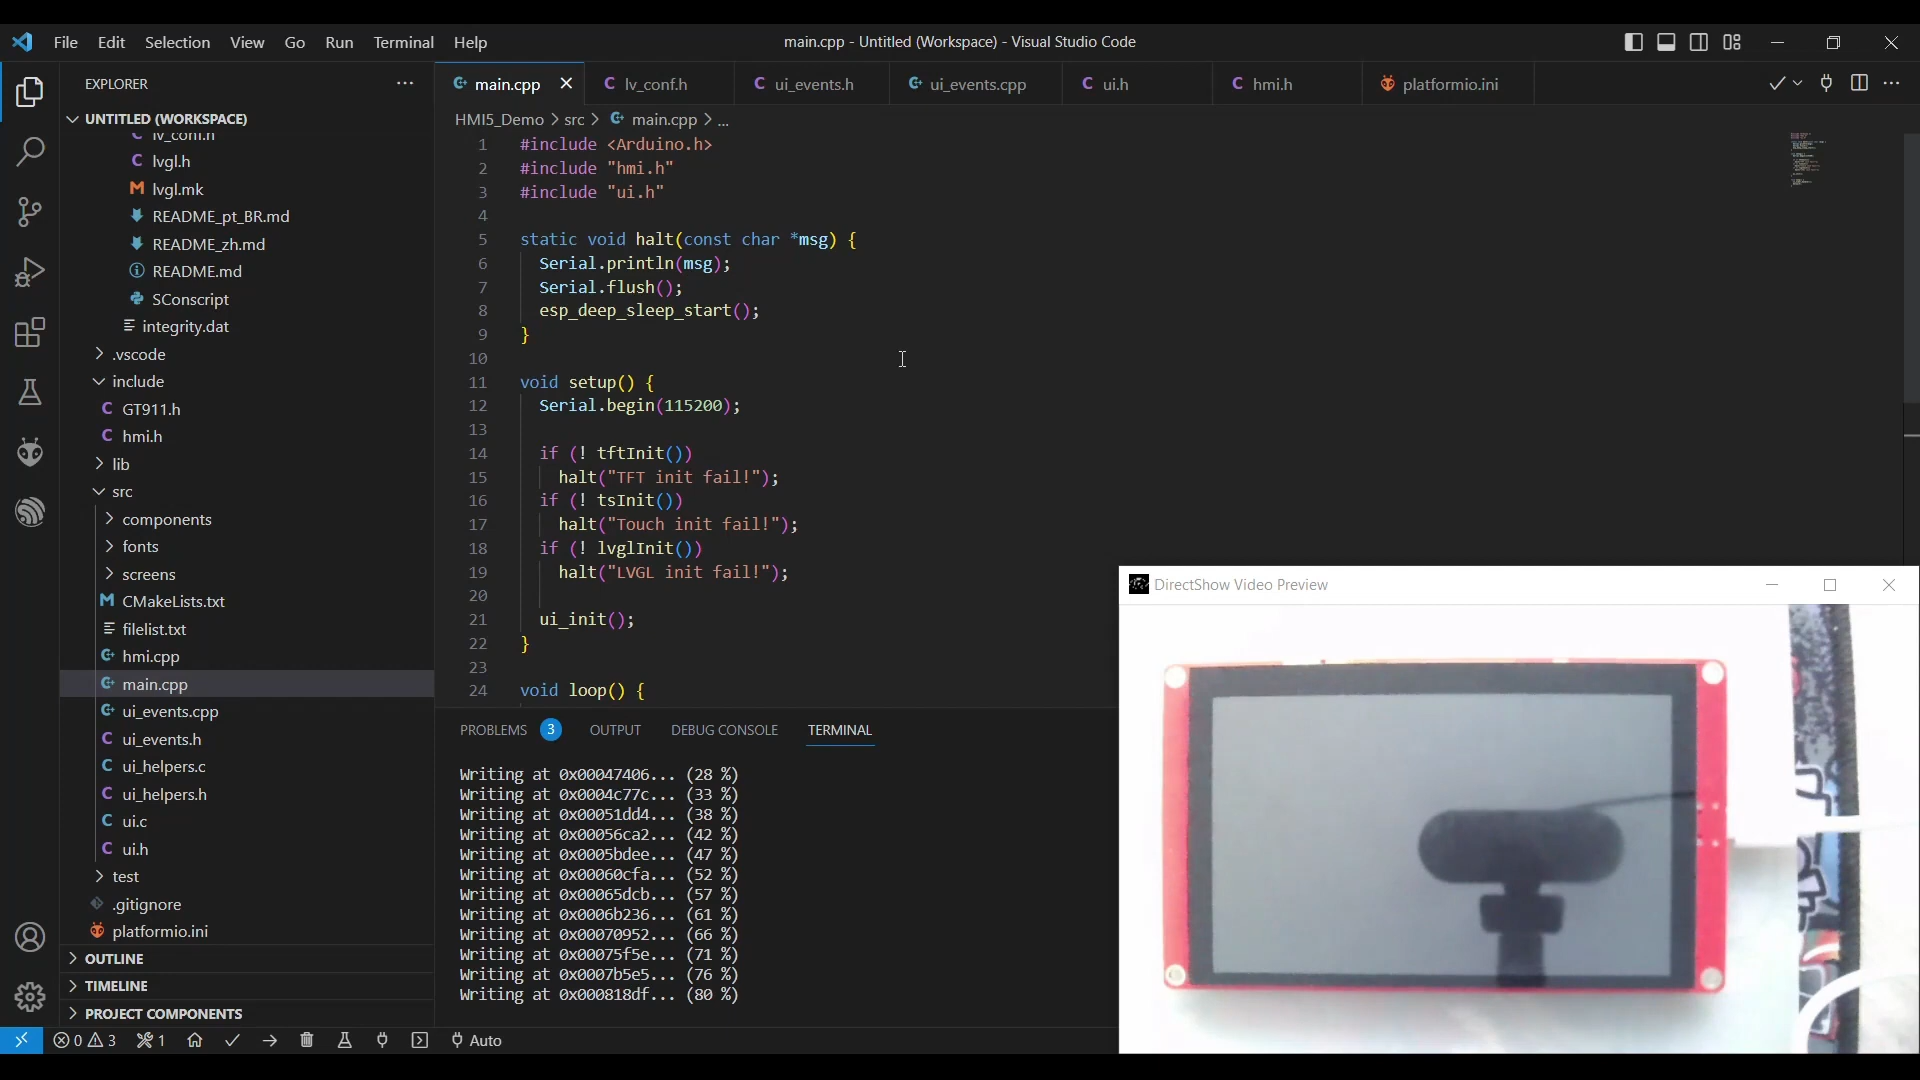 File Edit Selection View Go Run Terminal Help
main.cpp - Untitled (Workspace) - Visual Studio Code
EXPLORER
UNTITLED (WORKSPACE)
lv_conf.h
lvgl.h
lvgl.mk
README_pt_BR.md
README_zh.md
README.md
SConscript
integrity.dat
.vscode
include
GT911.h
hmi.h
lib
src
components
fonts
screens
CMakeLists.txt
filelist.txt
hmi.cpp
main.cpp
ui_events.cpp
ui_events.h
ui_helpers.c
ui_helpers.h
ui.c
ui.h
test
.gitignore
platformio.ini
OUTLINE
TIMELINE
PROJECT COMPONENTS
main.cpp lv_conf.h ui_events.h ui_events.cpp ui.h hmi.h platformio.ini
HMI5_Demo > src > main.cpp > ...
1 #include <Arduino.h>
2 #include "hmi.h"
3 #include "ui.h"
4
5 static void halt(const char *msg) {
6 Serial.println(msg);
7 Serial.flush();
8 esp_deep_sleep_start();
9 }
10
11 void setup() {
12 Serial.begin(115200);
13
14 if (! tftInit())
15 halt("TFT init fail!");
16 if (! tsInit())
17 halt("Touch init fail!");
18 if (! lvglInit())
19 halt("LVGL init fail!");
20
21 ui_init();
22 }
23
24 void loop() {
PROBLEMS 3 OUTPUT DEBUG CONSOLE TERMINAL
Writing at 0x00047406... (28 %)
Writing at 0x0004c77c... (33 %)
Writing at 0x00051dd4... (38 %)
Writing at 0x00056ca2... (42 %)
Writing at 0x0005bdee... (47 %)
Writing at 0x00060cfa... (52 %)
Writing at 0x00065dcb... (57 %)
Writing at 0x0006b236... (61 %)
Writing at 0x00070952... (66 %)
Writing at 0x00075f5e... (71 %)
Writing at 0x0007b5e5... (76 %)
Writing at 0x000818df... (80 %)
DirectShow Video Preview
0 3 1 Auto